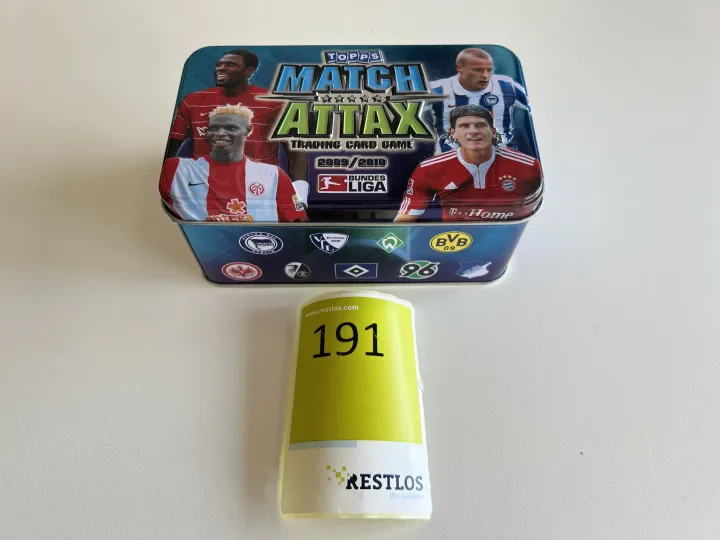 TOPPS
MATCH
ATTAX
TRADING CARD GAME
2009/2010
BUNDES
LIGA
T··Home
BVB
09
96
www.restlos.com
191
RESTLOS